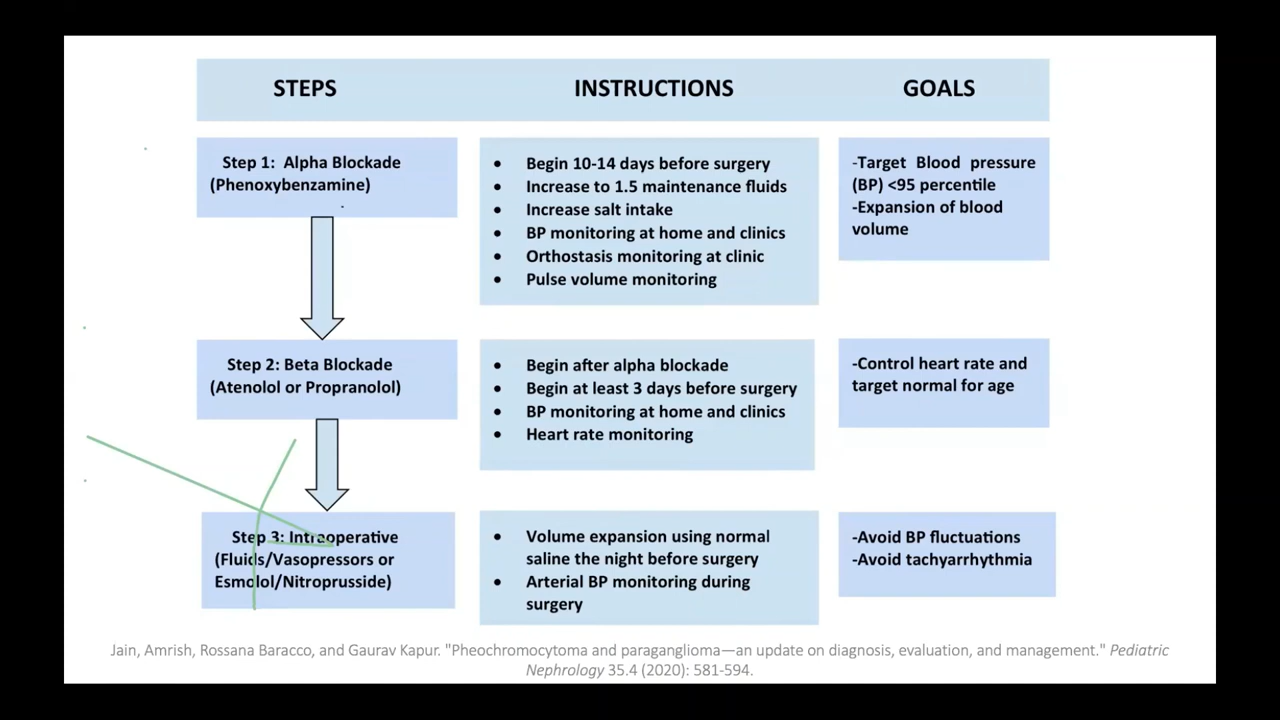 STEPS INSTRUCTIONS GOALS
Step 1: Alpha Blockade
(Phenoxybenzamine)
• Begin 10-14 days before surgery
• Increase to 1.5 maintenance fluids
• Increase salt intake
• BP monitoring at home and clinics
• Orthostasis monitoring at clinic
• Pulse volume monitoring
-Target Blood pressure
(BP) <95 percentile
-Expansion of blood
volume
Step 2: Beta Blockade
(Atenolol or Propranolol)
• Begin after alpha blockade
• Begin at least 3 days before surgery
• BP monitoring at home and clinics
• Heart rate monitoring
-Control heart rate and
target normal for age
Step 3: Intraoperative
(Fluids/Vasopressors or
Esmolol/Nitroprusside)
• Volume expansion using normal
saline the night before surgery
• Arterial BP monitoring during
surgery
-Avoid BP fluctuations
-Avoid tachyarrhythmia
Jain, Amrish, Rossana Baracco, and Gaurav Kapur. "Pheochromocytoma and paraganglioma—an update on diagnosis, evaluation, and management." Pediatric
Nephrology 35.4 (2020): 581-594.